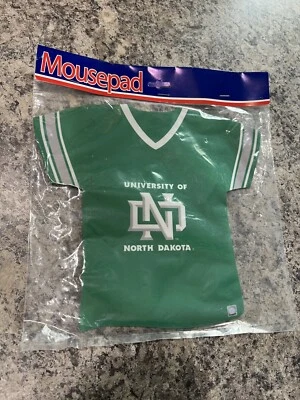 Mousepad
UNIVERSITY OF
ND
NORTH DAKOTA